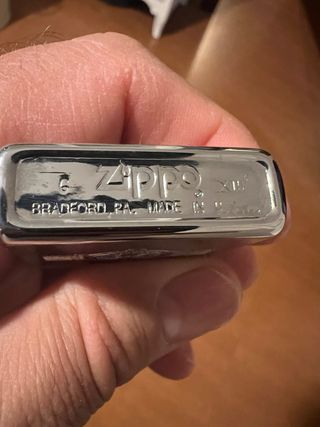 G Zippo ®
BRADFORD, PA. MADE IN